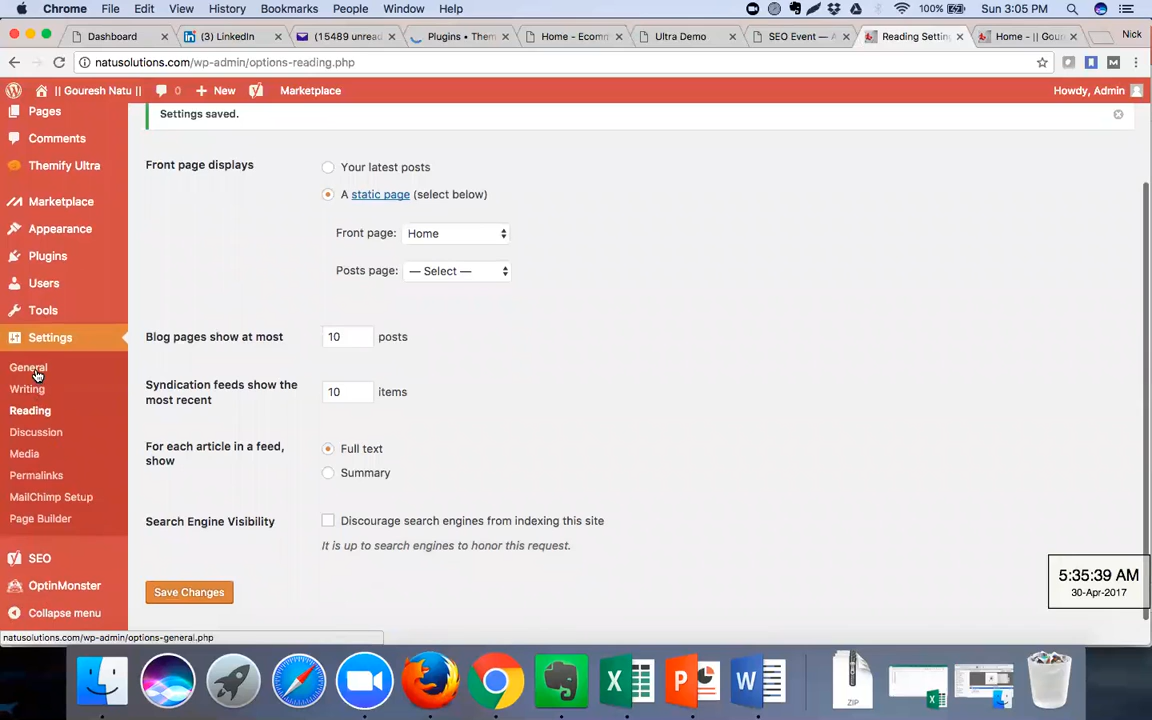 Chrome File Edit View History Bookmarks People Window Help 100% Sun 3:05 PM
Dashboard (3) LinkedIn (15489 unread Plugins • Them Home - Ecomm Ultra Demo SEO Event — A Reading Settin Home - || Gour Nick
natusolutions.com/wp-admin/options-reading.php
|| Gouresh Natu || 0 + New Marketplace Howdy, Admin
Pages
Comments
Themify Ultra
Marketplace
Appearance
Plugins
Users
Tools
Settings
General
Writing
Reading
Discussion
Media
Permalinks
MailChimp Setup
Page Builder
SEO
OptinMonster
Collapse menu
Settings saved.
Front page displays
Your latest posts
A static page (select below)
Front page: Home
Posts page: — Select —
Blog pages show at most 10 posts
Syndication feeds show the most recent 10 items
For each article in a feed, show
Full text
Summary
Search Engine Visibility
Discourage search engines from indexing this site
It is up to search engines to honor this request.
Save Changes
5:35:39 AM
30-Apr-2017
natusolutions.com/wp-admin/options-general.php
ZIP